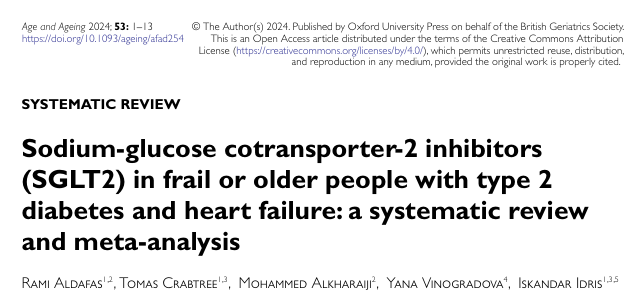 Age and Ageing 2024; 53: 1–13
https://doi.org/10.1093/ageing/afad254
© The Author(s) 2024. Published by Oxford University Press on behalf of the British Geriatrics Society.
This is an Open Access article distributed under the terms of the Creative Commons Attribution
License (https://creativecommons.org/licenses/by/4.0/), which permits unrestricted reuse, distribution,
and reproduction in any medium, provided the original work is properly cited.
SYSTEMATIC REVIEW
Sodium-glucose cotransporter-2 inhibitors
(SGLT2) in frail or older people with type 2
diabetes and heart failure: a systematic review
and meta-analysis
Rami Aldafas1,2, Tomas Crabtree1,3, Mohammed Alkharaiji2, Yana Vinogradova4, Iskandar Idris1,3,5